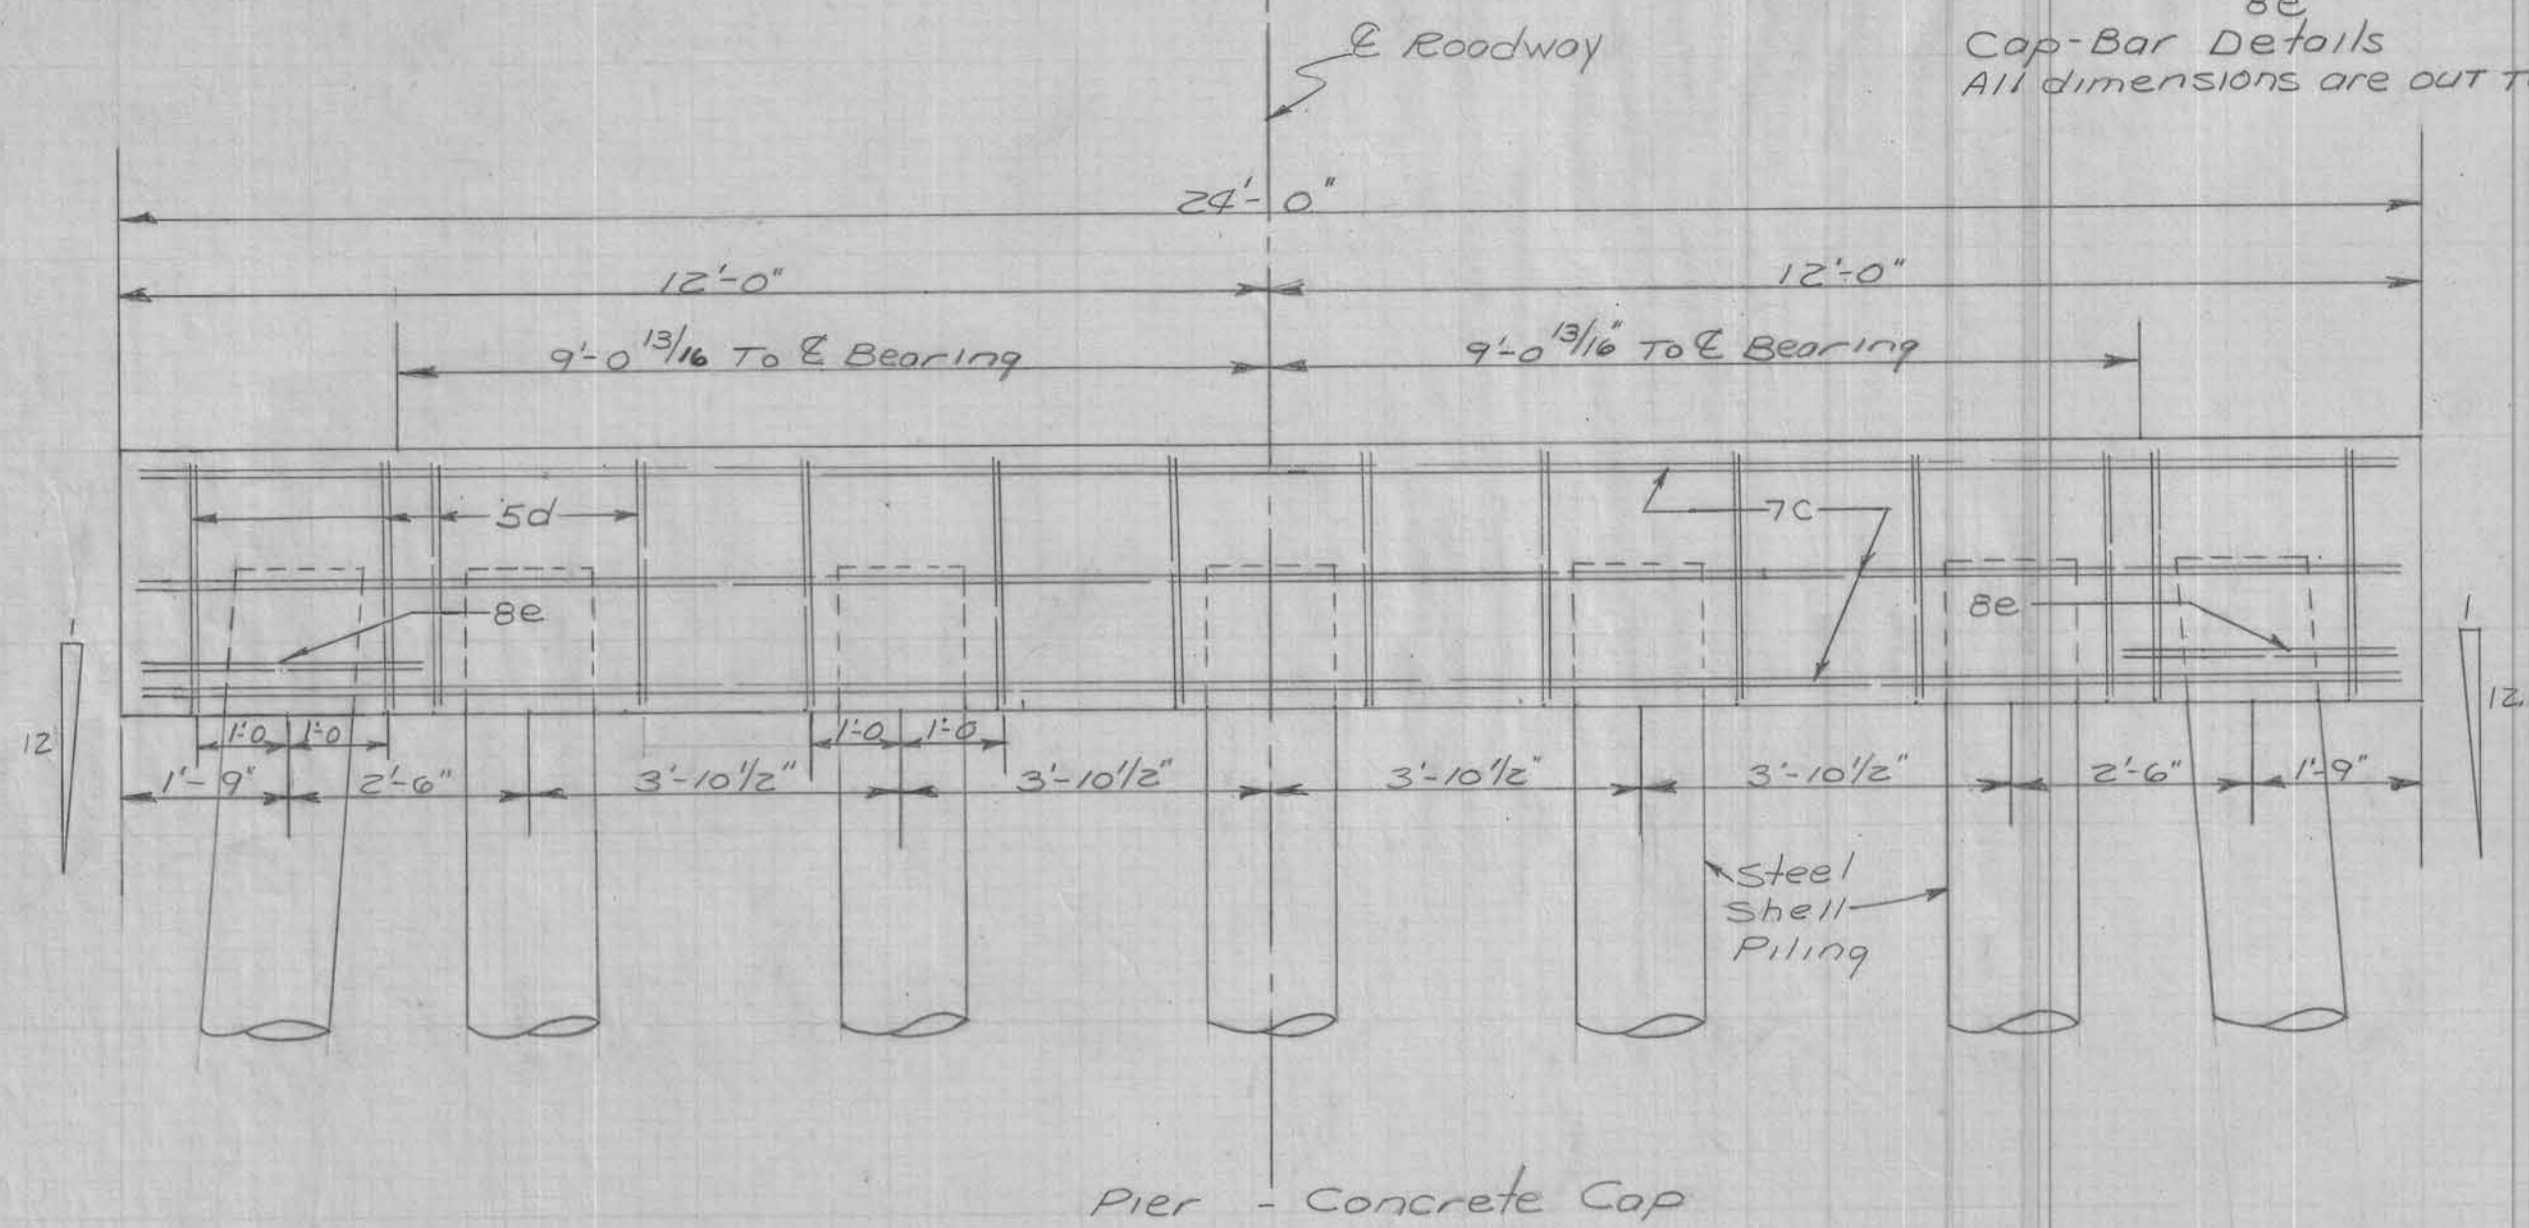 8e
Cap-Bar Details
All dimensions are out T
℄ Roadway
24'-0"
12'-0"
12'-0"
9'-0 13/16 To ℄ Bearing
9'-0 13/16" To ℄ Bearing
5d
7c
8e
8e
1
12
1
12.
1'-0
1'-0
1'-0
1'-0
1'-9"
2'-6"
3'-10 1/2"
3'-10 1/2"
3'-10 1/2"
3'-10 1/2"
2'-6"
1'-9"
Steel
Shell
Piling
Pier - Concrete Cap